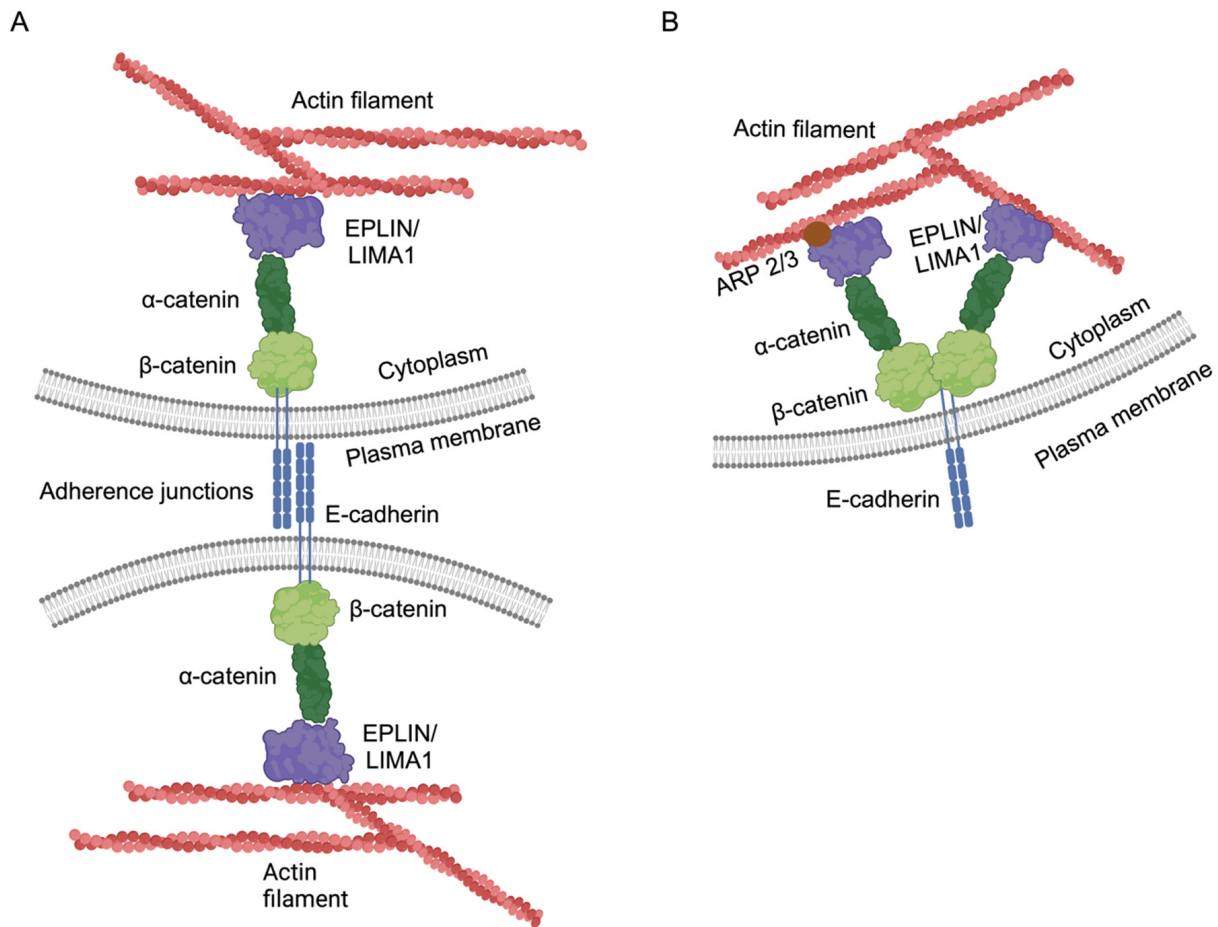 A
Actin filament
EPLIN/
LIMA1
α-catenin
β-catenin
Cytoplasm
Plasma membrane
Adherence junctions
E-cadherin
β-catenin
α-catenin
EPLIN/
LIMA1
Actin
filament
B
Actin filament
ARP 2/3
EPLIN/
LIMA1
α-catenin
β-catenin
Cytoplasm
Plasma membrane
E-cadherin